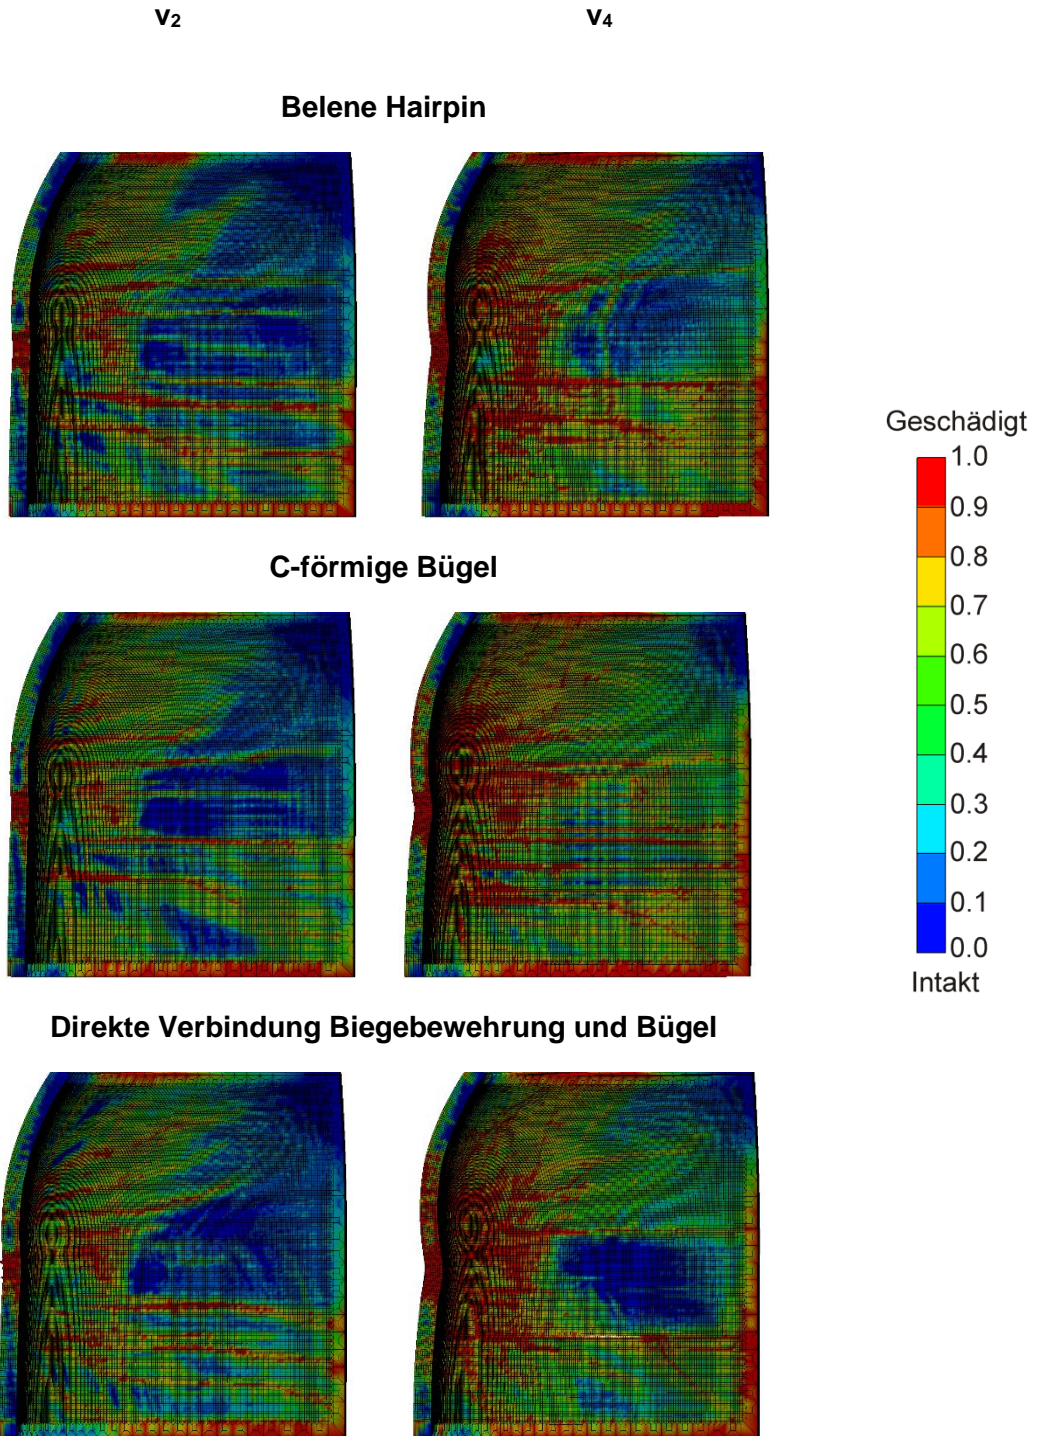 v₂ v₄
Belene Hairpin
C-förmige Bügel
Direkte Verbindung Biegebewehrung und Bügel
Geschädigt
1.0
0.9
0.8
0.7
0.6
0.5
0.4
0.3
0.2
0.1
0.0
Intakt